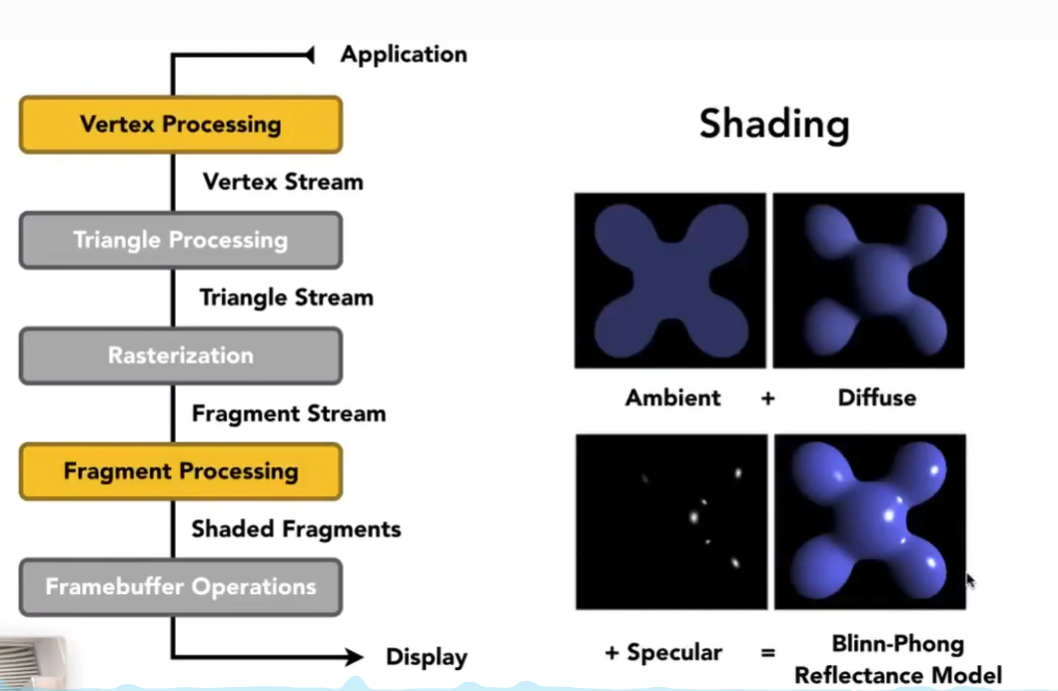 Application
Vertex Processing
Vertex Stream
Triangle Processing
Triangle Stream
Rasterization
Fragment Stream
Fragment Processing
Shaded Fragments
Framebuffer Operations
Display
Shading
Ambient + Diffuse
+ Specular = Blinn-Phong
Reflectance Model